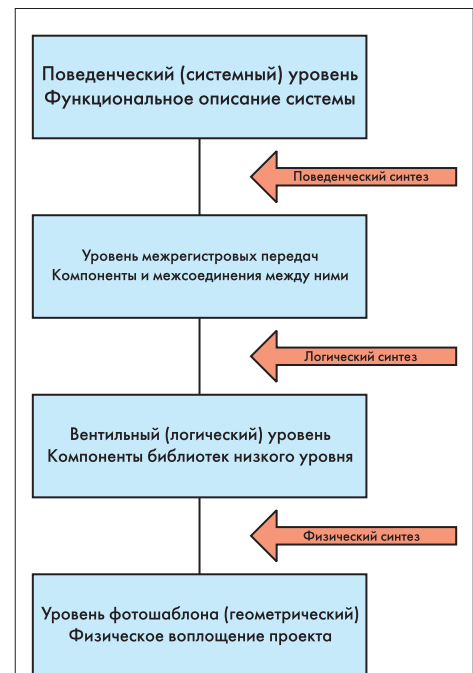 Поведенческий (системный) уровень
Функциональное описание системы
Поведенческий синтез
Уровень межрегистровых передач
Компоненты и межсоединения между ними
Логический синтез
Вентильный (логический) уровень
Компоненты библиотек низкого уровня
Физический синтез
Уровень фотошаблона (геометрический)
Физическое воплощение проекта